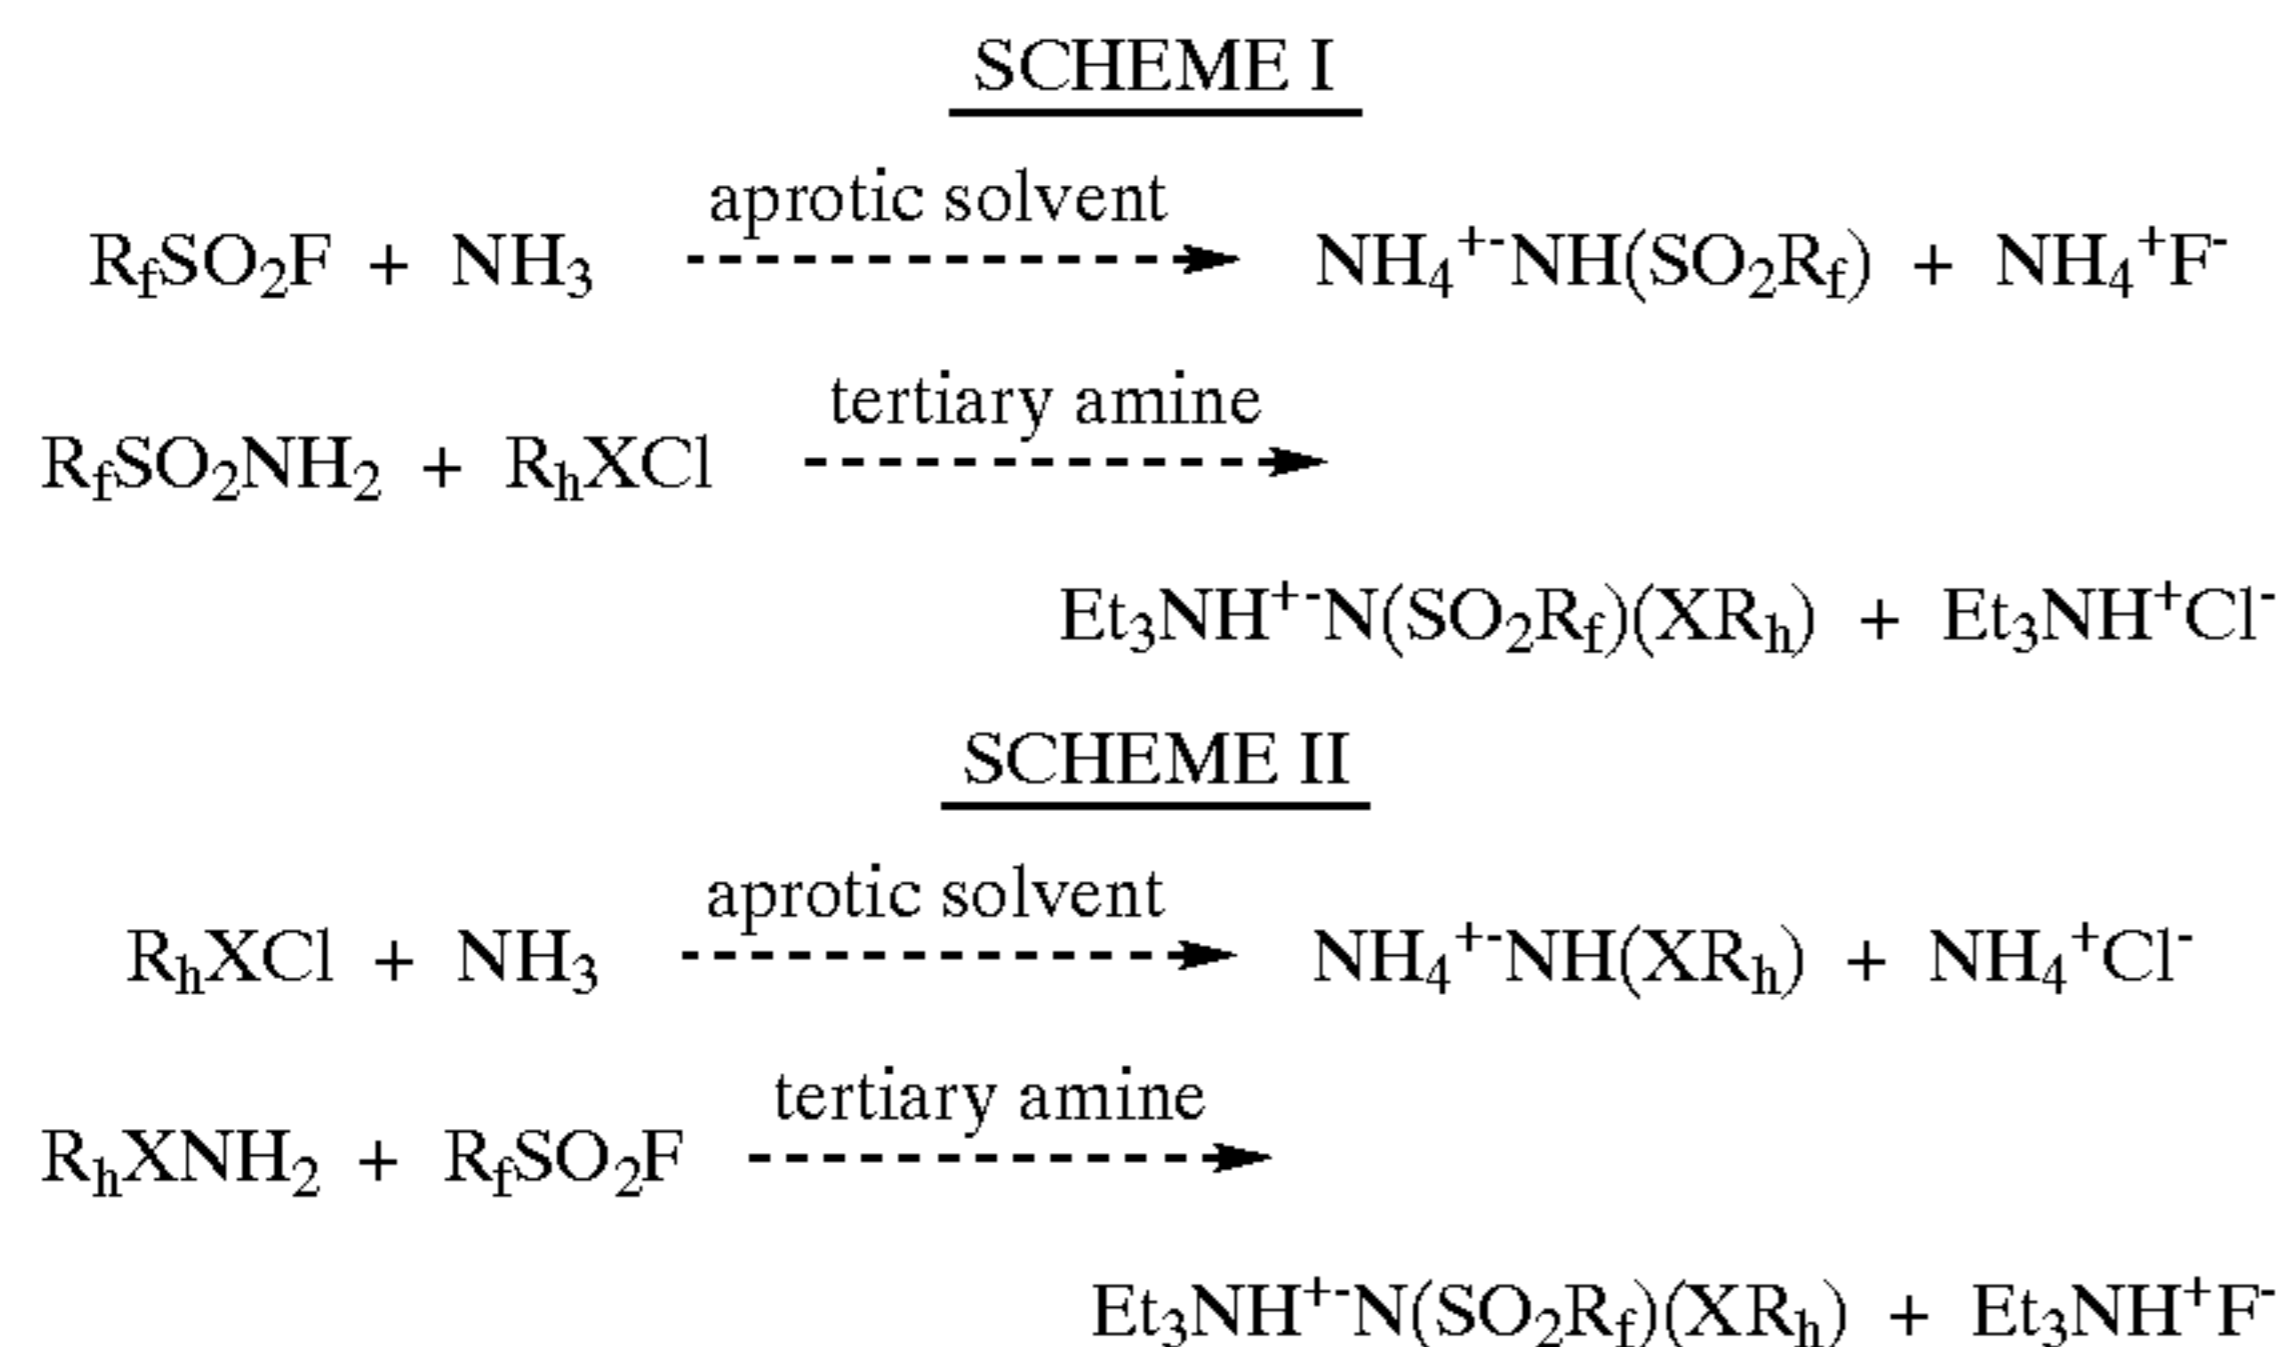 SCHEME I
aprotic solvent
RfSO2F + NH3 NH4+-NH(SO2Rf) + NH4+F-
tertiary amine
RfSO2NH2 + RhXCl
Et3NH+-N(SO2Rf)(XRh) + Et3NH+Cl-
SCHEME II
aprotic solvent
RhXCl + NH3 NH4+-NH(XRh) + NH4+Cl-
tertiary amine
RhXNH2 + RfSO2F
Et3NH+-N(SO2Rf)(XRh) + Et3NH+F-